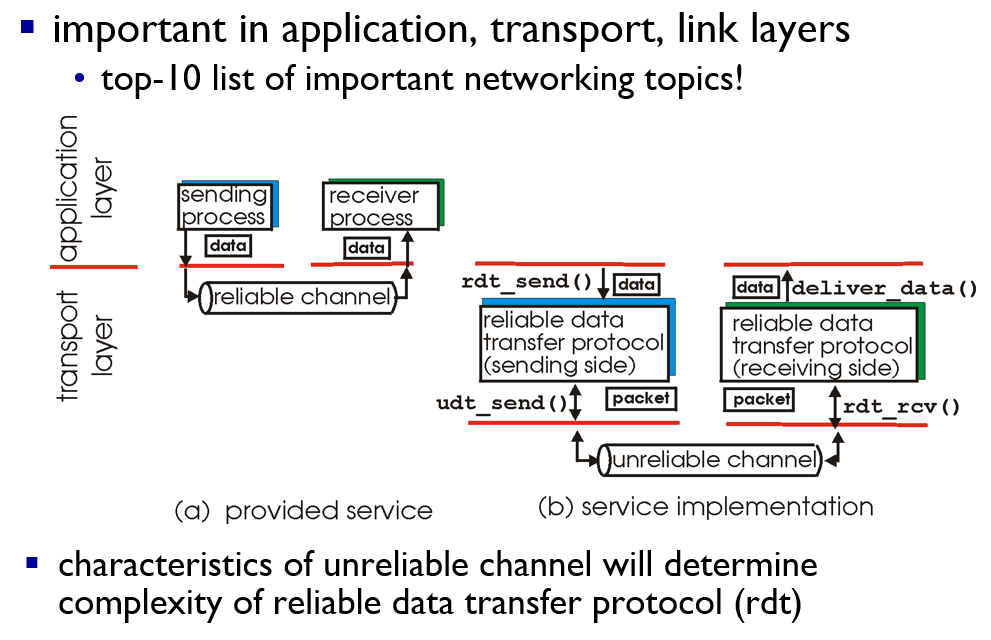 important in application, transport, link layers
top-10 list of important networking topics!
application
layer
transport
layer
sending
process
receiver
process
data
data
reliable channel
(a) provided service
rdt_send()
data
data
deliver_data()
reliable data
transfer protocol
(sending side)
reliable data
transfer protocol
(receiving side)
udt_send()
packet
packet
rdt_rcv()
unreliable channel
(b) service implementation
characteristics of unreliable channel will determine
complexity of reliable data transfer protocol (rdt)